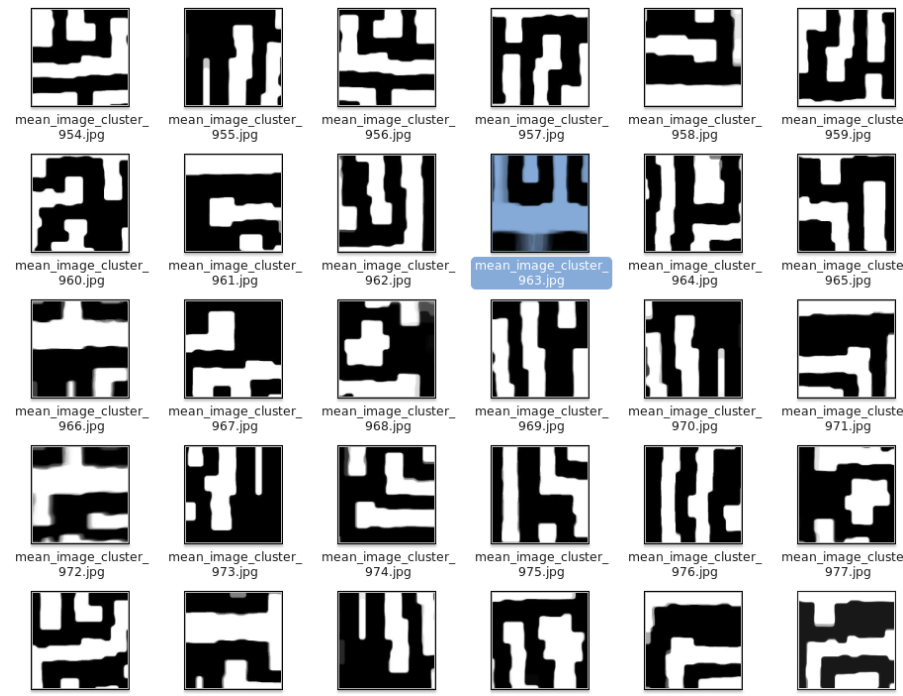 mean_image_cluster_
954.jpg
mean_image_cluster_
955.jpg
mean_image_cluster_
956.jpg
mean_image_cluster_
957.jpg
mean_image_cluster_
958.jpg
mean_image_cluste
959.jpg
mean_image_cluster_
960.jpg
mean_image_cluster_
961.jpg
mean_image_cluster_
962.jpg
mean_image_cluster_
963.jpg
mean_image_cluster_
964.jpg
mean_image_cluste
965.jpg
mean_image_cluster_
966.jpg
mean_image_cluster_
967.jpg
mean_image_cluster_
968.jpg
mean_image_cluster_
969.jpg
mean_image_cluster_
970.jpg
mean_image_cluste
971.jpg
mean_image_cluster_
972.jpg
mean_image_cluster_
973.jpg
mean_image_cluster_
974.jpg
mean_image_cluster_
975.jpg
mean_image_cluster_
976.jpg
mean_image_cluste
977.jpg